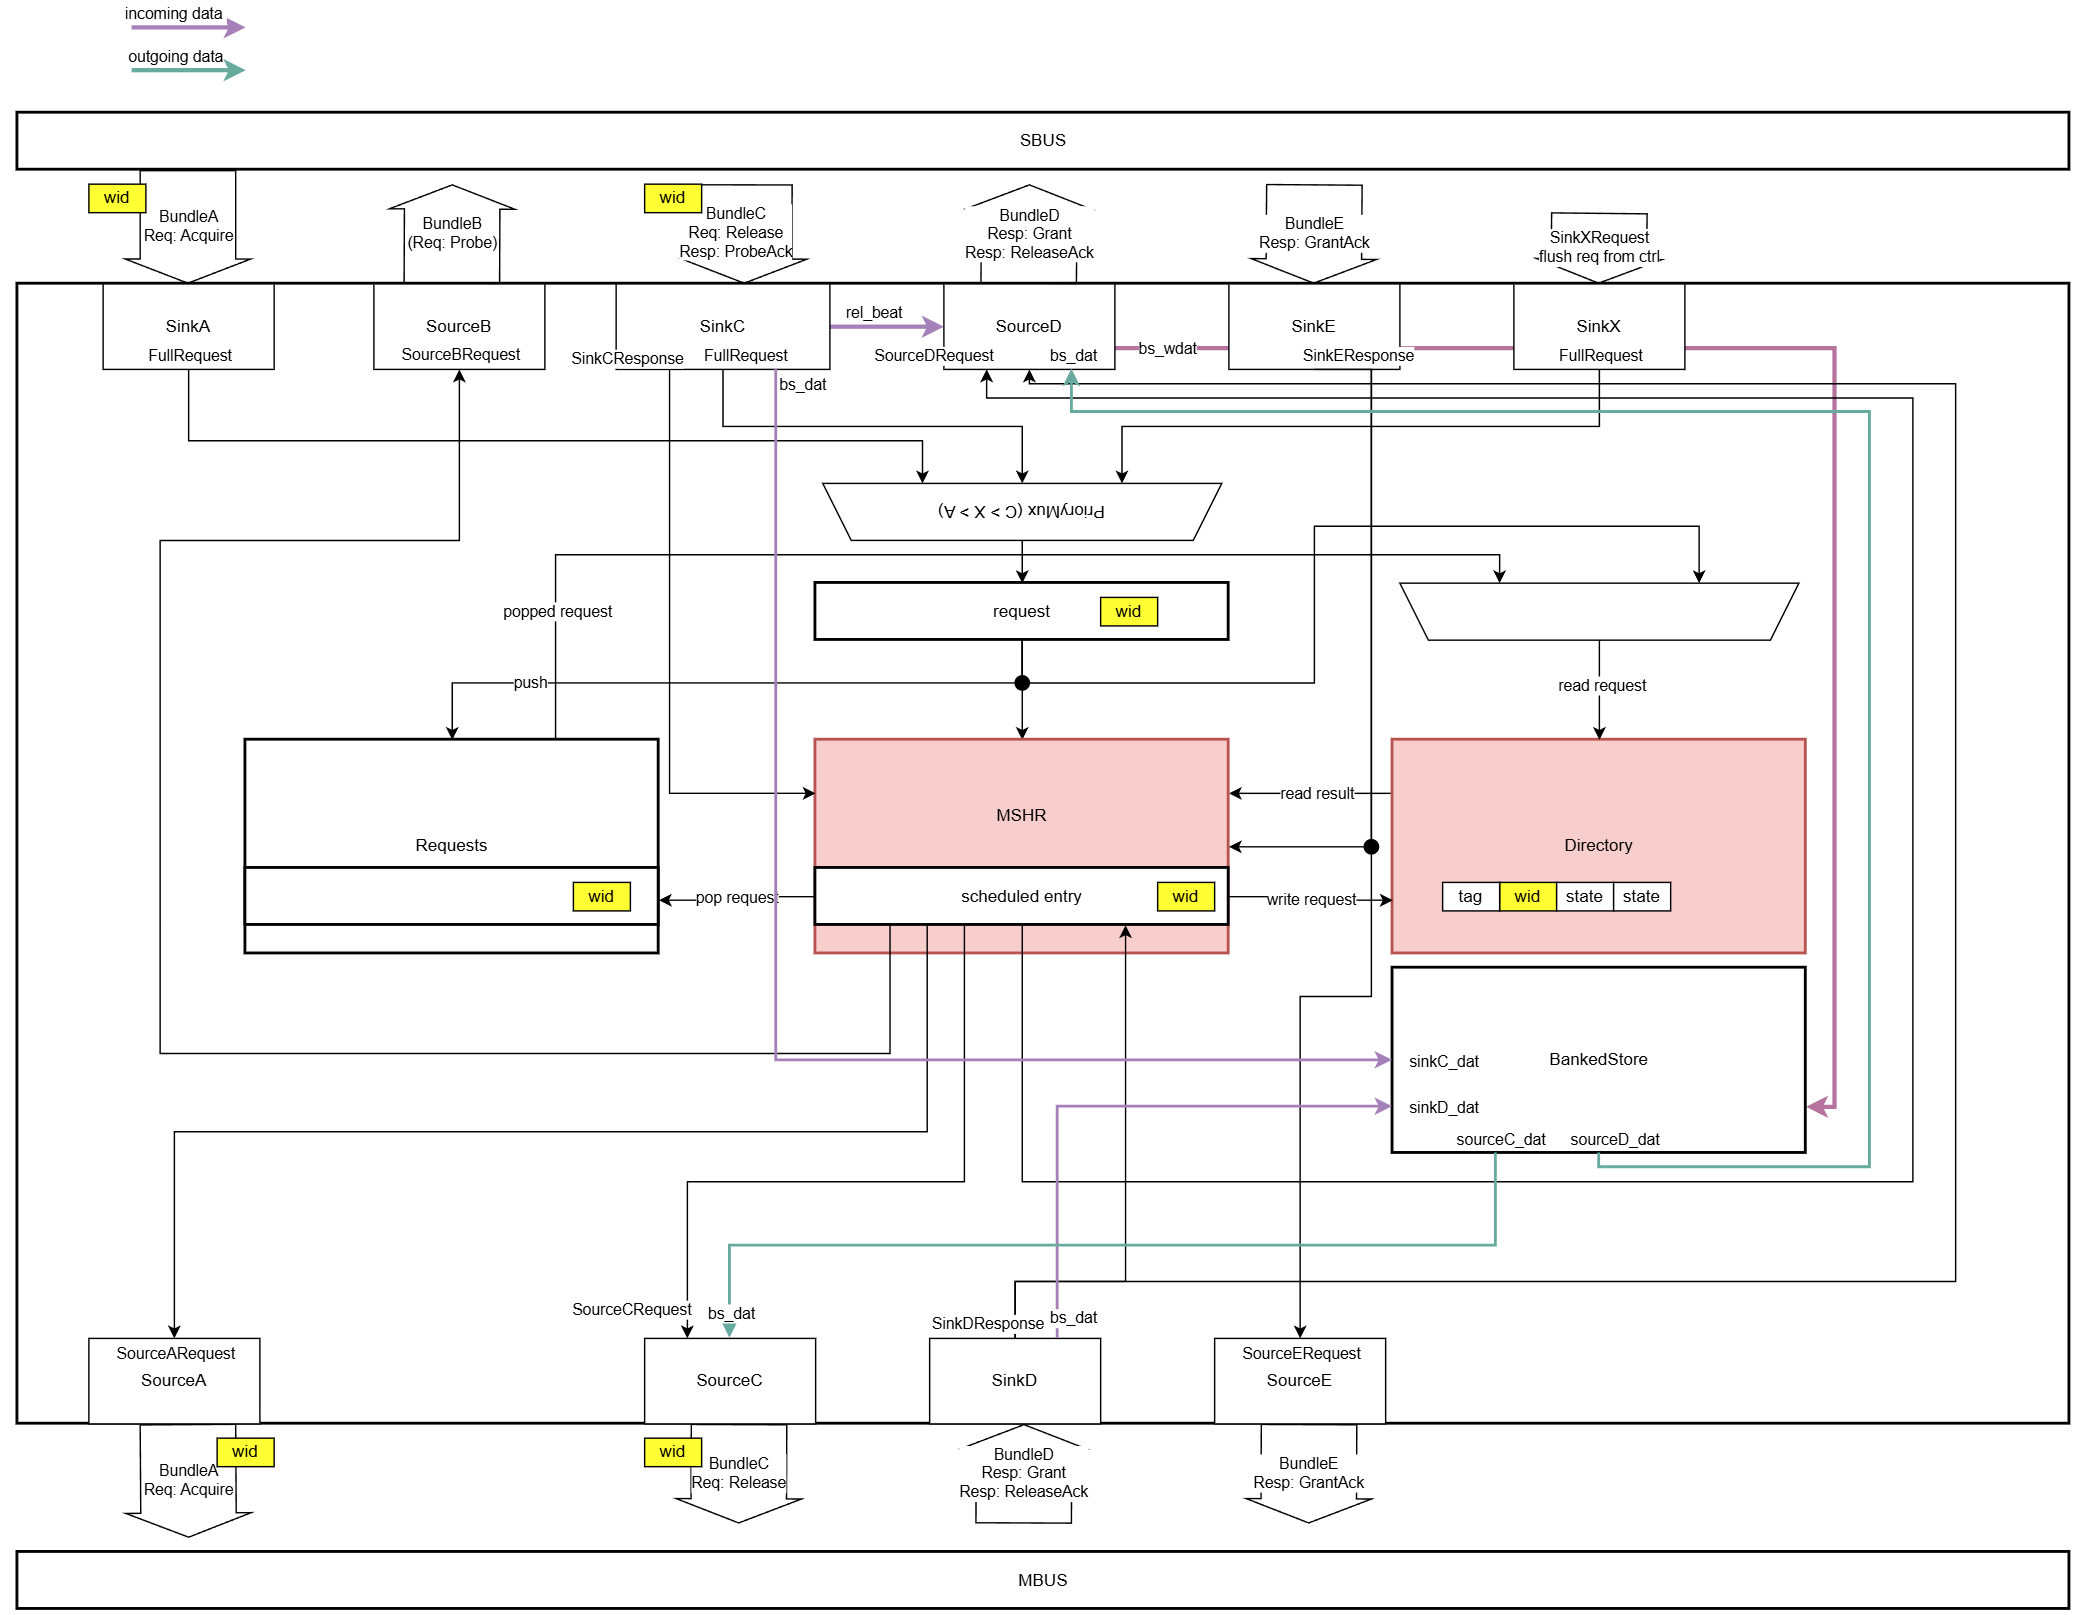 incoming data
outgoing data
SBUS
wid
BundleA
Req: Acquire
BundleB
(Req: Probe)
wid
BundleC
Req: Release
Resp: ProbeAck
BundleD
Resp: Grant
Resp: ReleaseAck
BundleE
Resp: GrantAck
SinkXRequest
flush req from ctrl
SinkA
FullRequest
SourceB
SourceBRequest
SinkC
SinkCResponse
FullRequest
bs_dat
rel_beat
SourceD
SourceDRequest
bs_dat
bs_wdat
SinkE
SinkEResponse
SinkX
FullRequest
PrioryMux (C > X > A)
popped request
request
wid
push
read request
Requests
wid
pop request
MSHR
scheduled entry
wid
read result
write request
Directory
tag
wid
state
state
BankedStore
sinkC_dat
sinkD_dat
sourceC_dat
sourceD_dat
SourceARequest
SourceA
SourceCRequest
bs_dat
SourceC
SinkDResponse
bs_dat
SinkD
SourceERequest
SourceE
wid
BundleA
Req: Acquire
wid
BundleC
Req: Release
BundleD
Resp: Grant
Resp: ReleaseAck
BundleE
Resp: GrantAck
MBUS